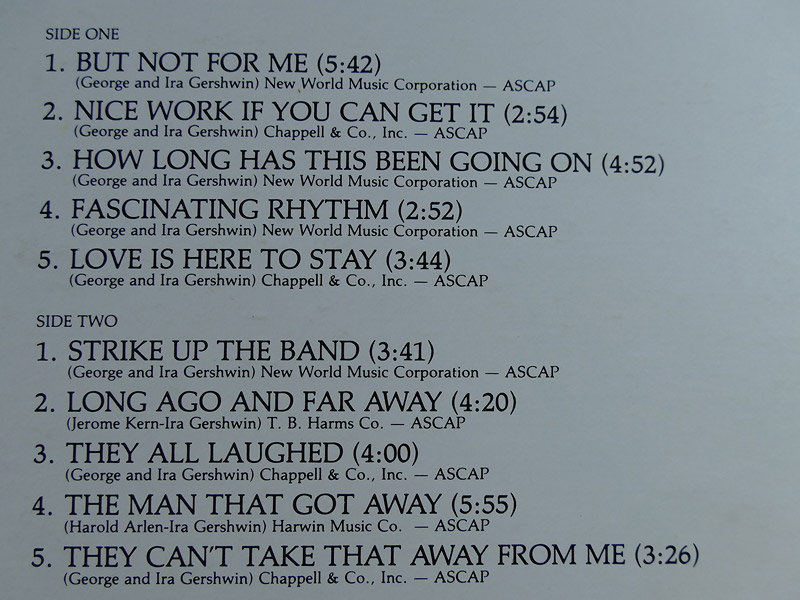 SIDE ONE
1. BUT NOT FOR ME (5:42)
(George and Ira Gershwin) New World Music Corporation — ASCAP
2. NICE WORK IF YOU CAN GET IT (2:54)
(George and Ira Gershwin) Chappell & Co., Inc. — ASCAP
3. HOW LONG HAS THIS BEEN GOING ON (4:52)
(George and Ira Gershwin) New World Music Corporation — ASCAP
4. FASCINATING RHYTHM (2:52)
(George and Ira Gershwin) New World Music Corporation — ASCAP
5. LOVE IS HERE TO STAY (3:44)
(George and Ira Gershwin) Chappell & Co., Inc. — ASCAP
SIDE TWO
1. STRIKE UP THE BAND (3:41)
(George and Ira Gershwin) New World Music Corporation — ASCAP
2. LONG AGO AND FAR AWAY (4:20)
(Jerome Kern-Ira Gershwin) T. B. Harms Co. — ASCAP
3. THEY ALL LAUGHED (4:00)
(George and Ira Gershwin) Chappell & Co., Inc. — ASCAP
4. THE MAN THAT GOT AWAY (5:55)
(Harold Arlen-Ira Gershwin) Harwin Music Co. — ASCAP
5. THEY CAN'T TAKE THAT AWAY FROM ME (3:26)
(George and Ira Gershwin) Chappell & Co., Inc. — ASCAP